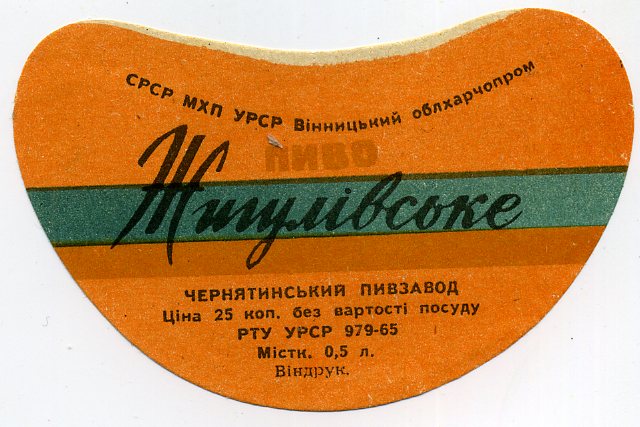 СРСР МХП УРСР Вінницький облхарчопром
пиво
Жигулівське
ЧЕРНЯТИНСЬКИЙ ПИВЗАВОД
Ціна 25 коп. без вартості посуду
РТУ УРСР 979-65
Містк. 0,5 л.
Віндрук.